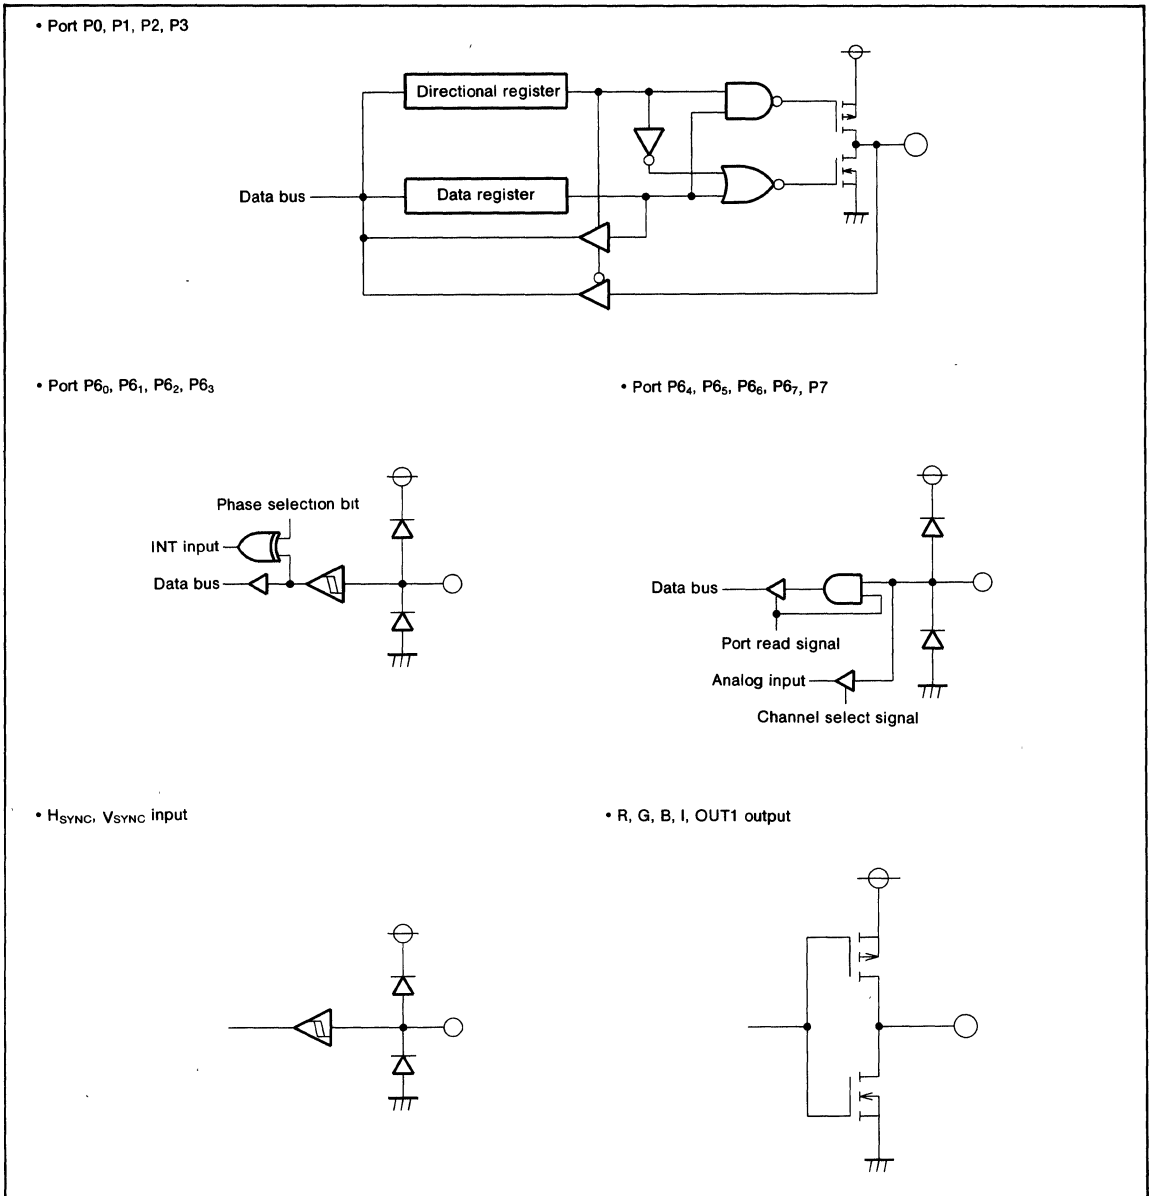 • Port P0, P1, P2, P3
Directional register
Data bus
Data register
• Port P6₀, P6₁, P6₂, P6₃
• Port P6₄, P6₅, P6₆, P6₇, P7
Phase selection bit
INT input
Data bus
Data bus
Port read signal
Analog input
Channel select signal
• HSYNC, VSYNC input
• R, G, B, I, OUT1 output